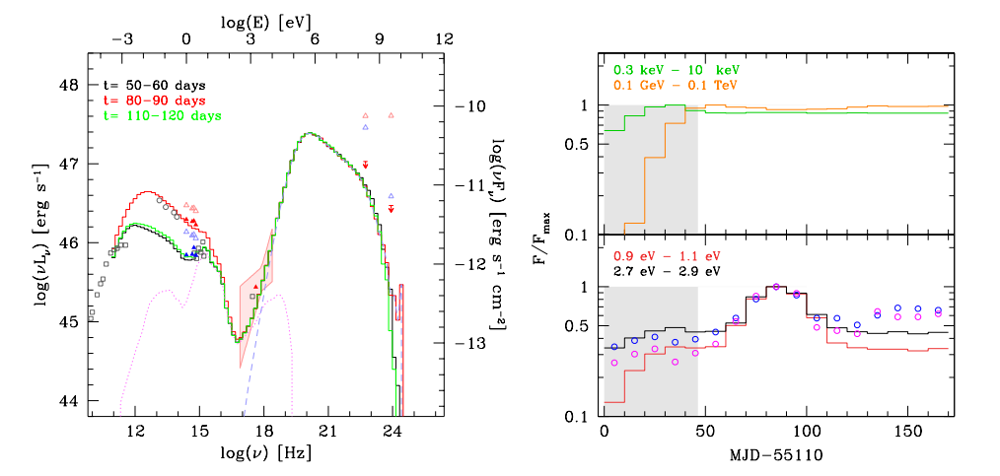 log(E) [eV]
−3 0 3 6 9 12
48
47
46
45
44
log(νL_ν) [erg s⁻¹]
t= 50−60 days
t= 80−90 days
t= 110−120 days
−10
−11
−12
−13
log(νF_ν) [erg s⁻¹ cm⁻²]
12 15 18 21 24
log(ν) [Hz]
0.3 keV − 10 keV
0.1 GeV − 0.1 TeV
1
0.5
0.1
F/F_max
0.9 eV − 1.1 eV
2.7 eV − 2.9 eV
1
0.5
0.1
0 50 100 150
MJD−55110